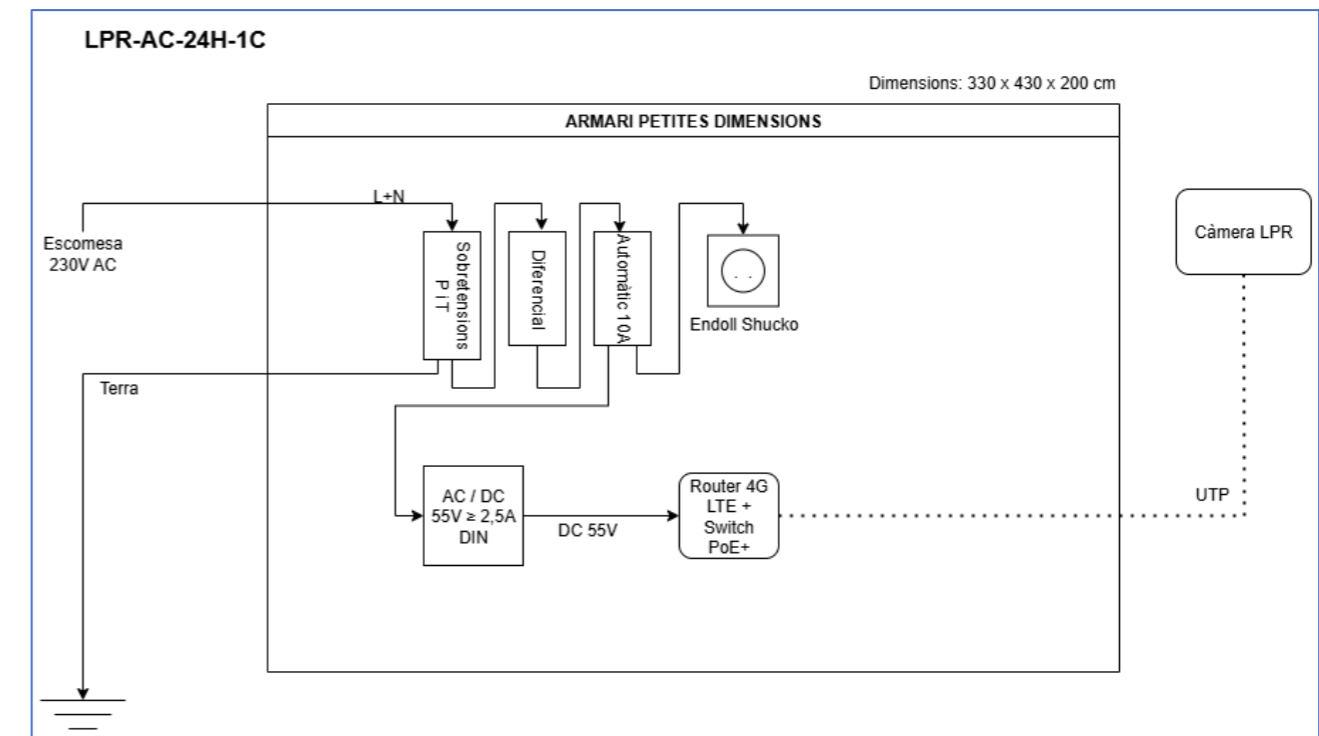 LPR-AC-24H-1C
Dimensions: 330 x 430 x 200 cm
ARMARI PETITES DIMENSIONS
L+N
Escomesa
230V AC
Sobretensions
P i T
Diferencial
Automàtic 10A
Endoll Shucko
Càmera LPR
Terra
AC / DC
55V ≥ 2,5A
DIN
DC 55V
Router 4G
LTE +
Switch
PoE+
UTP